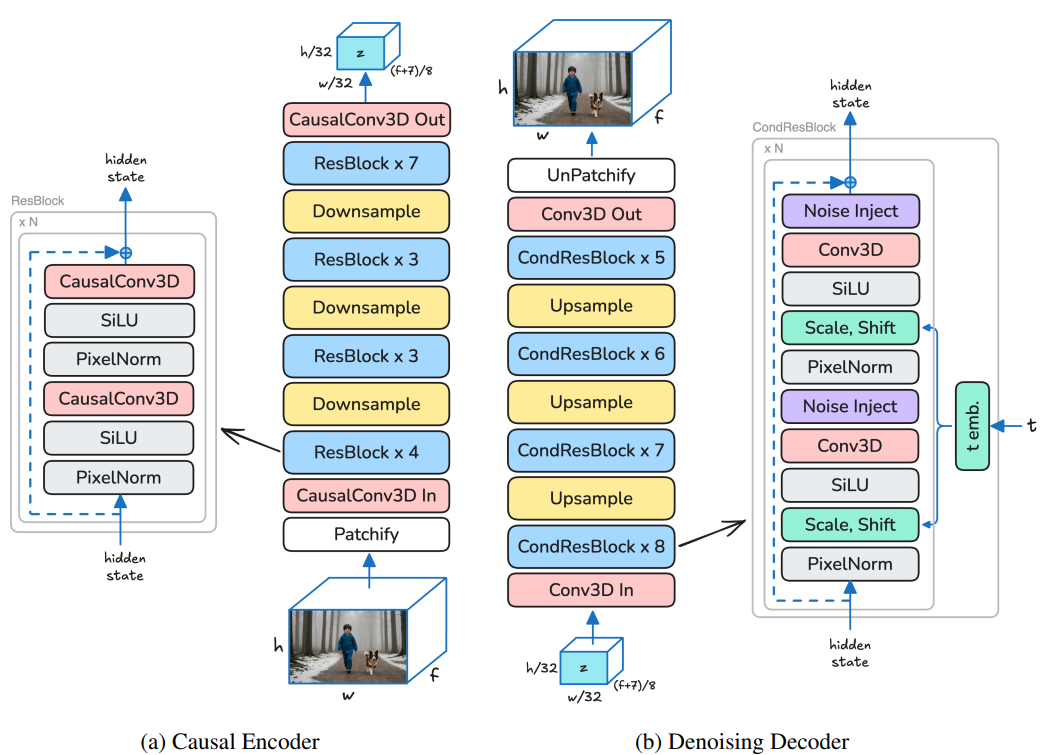 h/32
z
w/32
(f+7)/8
CausalConv3D Out
ResBlock x 7
Downsample
ResBlock x 3
Downsample
ResBlock x 3
Downsample
ResBlock x 4
CausalConv3D In
Patchify
h
w
f
ResBlock
x N
hidden
state
CausalConv3D
SiLU
PixelNorm
CausalConv3D
SiLU
PixelNorm
hidden
state
(a) Causal Encoder
h
w
f
UnPatchify
Conv3D Out
CondResBlock x 5
Upsample
CondResBlock x 6
Upsample
CondResBlock x 7
Upsample
CondResBlock x 8
Conv3D In
h/32
z
w/32
(f+7)/8
hidden
state
CondResBlock
x N
Noise Inject
Conv3D
SiLU
Scale, Shift
PixelNorm
Noise Inject
Conv3D
SiLU
Scale, Shift
PixelNorm
t emb.
t
hidden
state
(b) Denoising Decoder